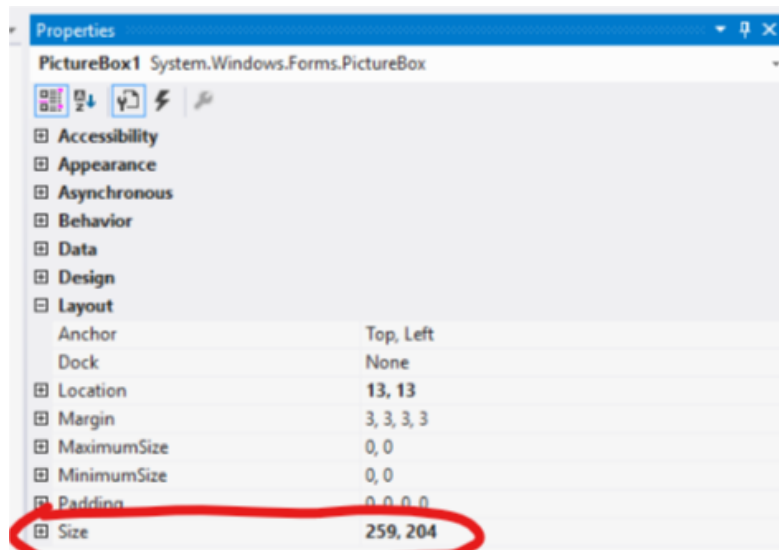 Properties
PictureBox1 System.Windows.Forms.PictureBox
Accessibility
Appearance
Asynchronous
Behavior
Data
Design
Layout
Anchor Top, Left
Dock None
Location 13, 13
Margin 3, 3, 3, 3
MaximumSize 0, 0
MinimumSize 0, 0
Padding 0, 0, 0, 0
Size 259, 204